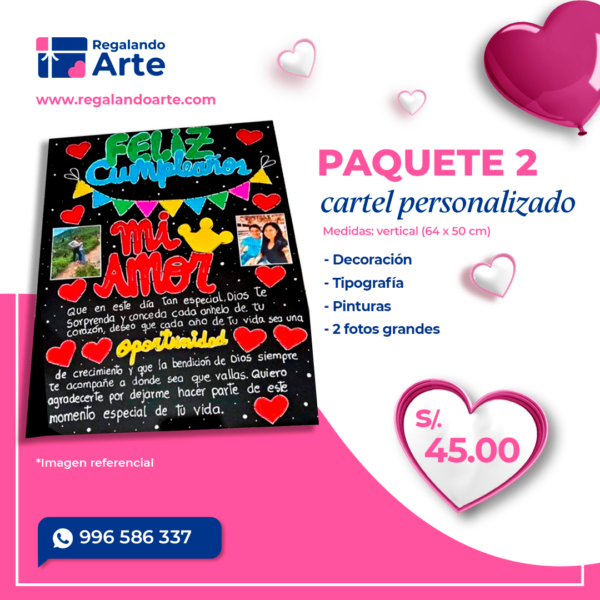 Regalando
Arte
www.regalandoarte.com
FELIZ
Cumpleaños
mi
AMOR
Que en este día tan especial, Dios te
sorprenda y conceda cada anhelo de tu
corazón, deseo que cada año de tu vida sea una
oportunidad
de crecimiento y que la bendición de Dios siempre
te acompañe a donde sea que vallas. Quiero
agradecerte por dejarme hacer parte de este
momento especial de tú vida.
*Imagen referencial
996 586 337
PAQUETE 2
cartel personalizado
Medidas: vertical (64 x 50 cm)
- Decoración
- Tipografía
- Pinturas
- 2 fotos grandes
S/.
45.00